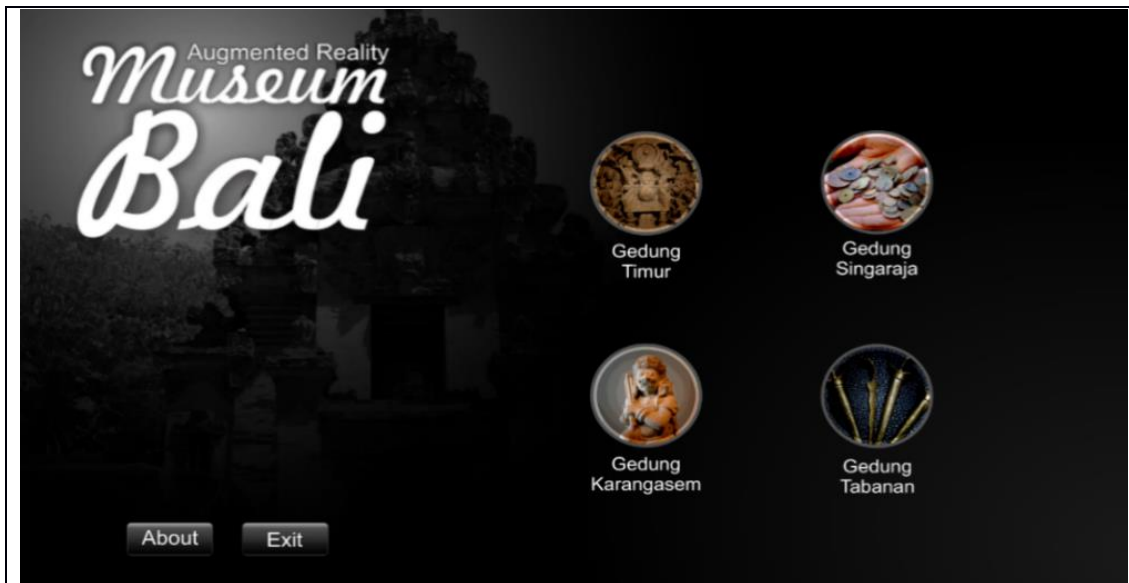 Augmented Reality
Museum
Bali
Gedung
Timur
Gedung
Singaraja
Gedung
Karangasem
Gedung
Tabanan
About
Exit